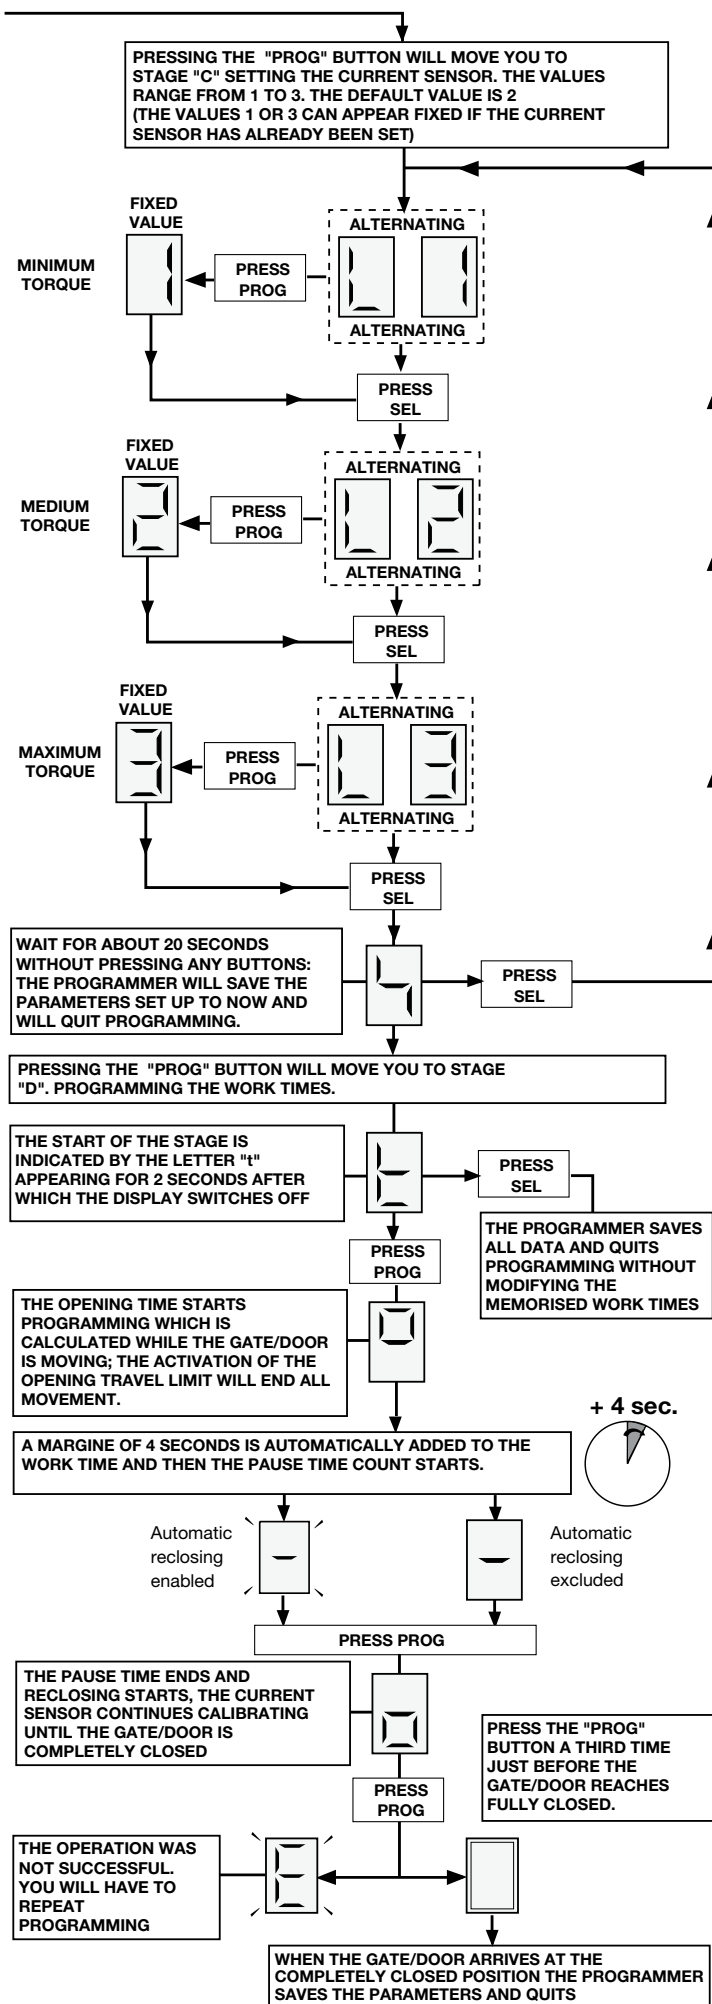 PRESSING THE "PROG" BUTTON WILL MOVE YOU TO
STAGE "C" SETTING THE CURRENT SENSOR. THE VALUES
RANGE FROM 1 TO 3. THE DEFAULT VALUE IS 2
(THE VALUES 1 OR 3 CAN APPEAR FIXED IF THE CURRENT
SENSOR HAS ALREADY BEEN SET)
FIXED
VALUE
ALTERNATING
MINIMUM
TORQUE
1
PRESS
PROG
L 1
ALTERNATING
PRESS
SEL
FIXED
VALUE
ALTERNATING
MEDIUM
TORQUE
2
PRESS
PROG
L 2
ALTERNATING
PRESS
SEL
FIXED
VALUE
ALTERNATING
MAXIMUM
TORQUE
3
PRESS
PROG
L 3
ALTERNATING
PRESS
SEL
WAIT FOR ABOUT 20 SECONDS
WITHOUT PRESSING ANY BUTTONS:
THE PROGRAMMER WILL SAVE THE
PARAMETERS SET UP TO NOW AND
WILL QUIT PROGRAMMING.
PRESS
SEL
PRESSING THE "PROG" BUTTON WILL MOVE YOU TO STAGE
"D". PROGRAMMING THE WORK TIMES.
THE START OF THE STAGE IS
INDICATED BY THE LETTER "t"
APPEARING FOR 2 SECONDS AFTER
WHICH THE DISPLAY SWITCHES OFF
t
PRESS
SEL
THE PROGRAMMER SAVES
ALL DATA AND QUITS
PROGRAMMING WITHOUT
MODIFYING THE
MEMORISED WORK TIMES
PRESS
PROG
THE OPENING TIME STARTS
PROGRAMMING WHICH IS
CALCULATED WHILE THE GATE/DOOR
IS MOVING; THE ACTIVATION OF THE
OPENING TRAVEL LIMIT WILL END ALL
MOVEMENT.
o
+ 4 sec.
A MARGINE OF 4 SECONDS IS AUTOMATICALLY ADDED TO THE
WORK TIME AND THEN THE PAUSE TIME COUNT STARTS.
Automatic
reclosing
enabled
-
-
Automatic
reclosing
excluded
PRESS PROG
THE PAUSE TIME ENDS AND
RECLOSING STARTS, THE CURRENT
SENSOR CONTINUES CALIBRATING
UNTIL THE GATE/DOOR IS
COMPLETELY CLOSED
o
PRESS THE "PROG"
BUTTON A THIRD TIME
JUST BEFORE THE
GATE/DOOR REACHES
FULLY CLOSED.
PRESS
PROG
THE OPERATION WAS
NOT SUCCESSFUL.
YOU WILL HAVE TO
REPEAT
PROGRAMMING
E
WHEN THE GATE/DOOR ARRIVES AT THE
COMPLETELY CLOSED POSITION THE PROGRAMMER
SAVES THE PARAMETERS AND QUITS